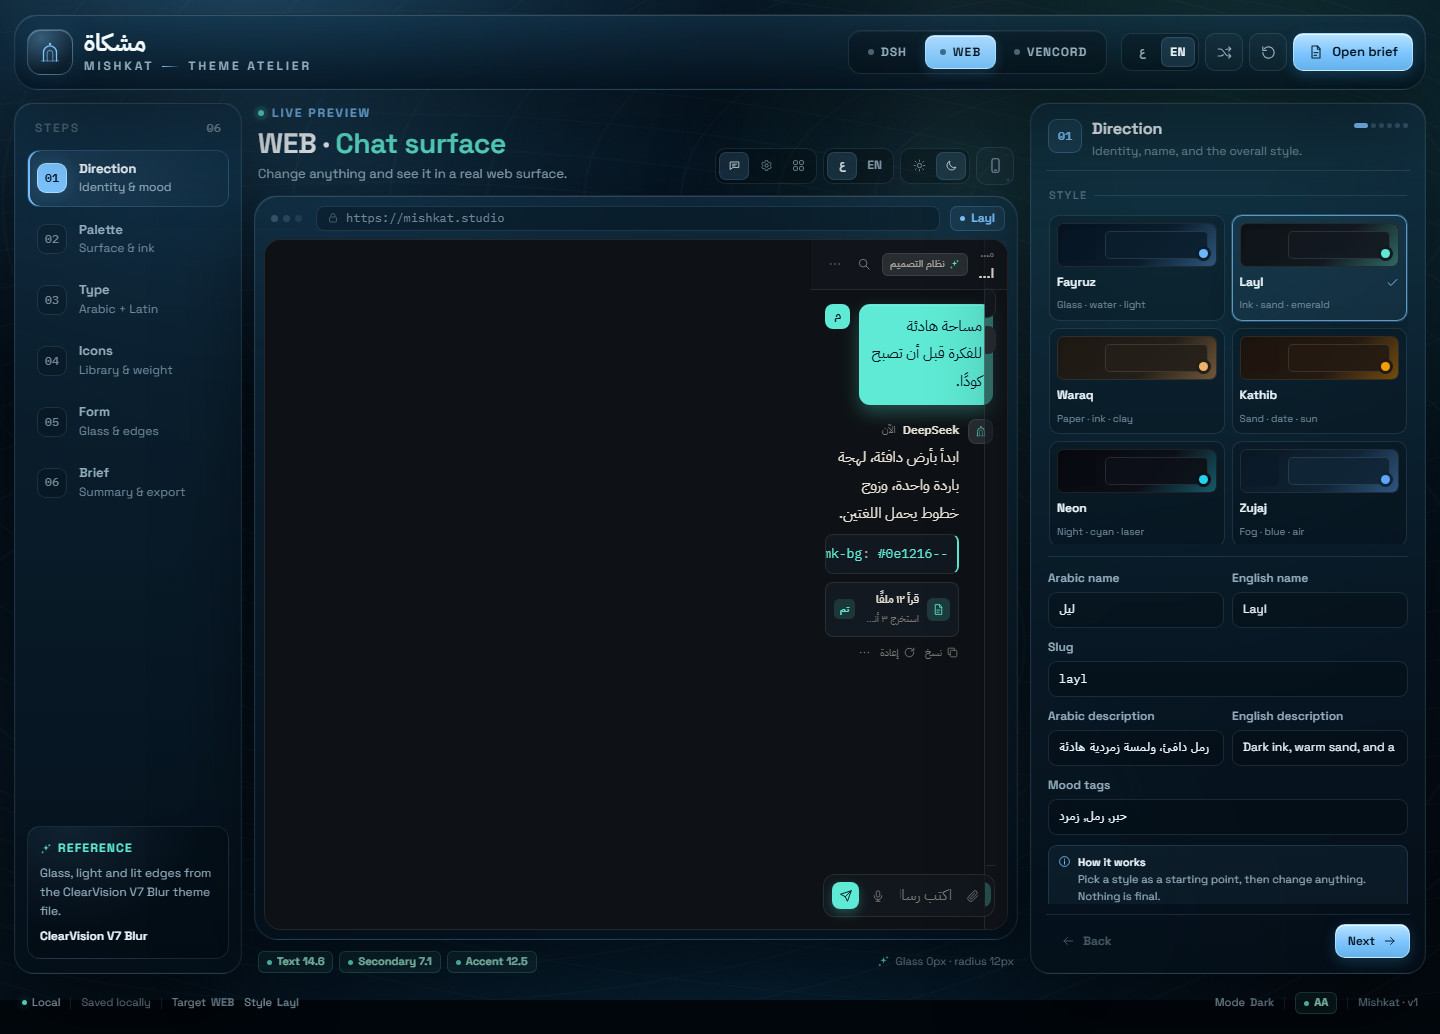 مشكاة
MISHKAT — THEME ATELIER
DSH
WEB
VENCORD
ع
EN
Open brief
STEPS
06
01
Direction
Identity & mood
02
Palette
Surface & ink
03
Type
Arabic + Latin
04
Icons
Library & weight
05
Form
Glass & edges
06
Brief
Summary & export
REFERENCE
Glass, light and lit edges from
the ClearVision V7 Blur theme
file.
ClearVision V7 Blur
LIVE PREVIEW
WEB · Chat surface
Change anything and see it in a real web surface.
ع
EN
https://mishkat.studio
Layl
نظام التصميم
م...
ا...
م
مساحة هادئة
للفكرة قبل أن تصبح
كودًا.
DeepSeek الآن
ابدأ بأرض دافئة، لهجة
باردة واحدة، وزوج
خطوط يحمل اللغتين.
mk-bg: #0e1216--
قرأ ١٢ ملفًا
استخرج ٣ أنـ...
تم
نسخ
إعادة
اكتب رسا
Text 14.6
Secondary 7.1
Accent 12.5
Glass 0px · radius 12px
01
Direction
Identity, name, and the overall style.
STYLE
Fayruz
Glass · water · light
Layl
Ink · sand · emerald
Waraq
Paper · ink · clay
Kathib
Sand · date · sun
Neon
Night · cyan · laser
Zujaj
Fog · blue · air
Arabic name
English name
ليل
Layl
Slug
layl
Arabic description
English description
رمل دافئ، ولمسة زمردية هادئة
Dark ink, warm sand, and a
Mood tags
حبر, رمل, زمرد
How it works
Pick a style as a starting point, then change anything.
Nothing is final.
Back
Next
Local
Saved locally
Target WEB
Style Layl
Mode Dark
AA
Mishkat · v1